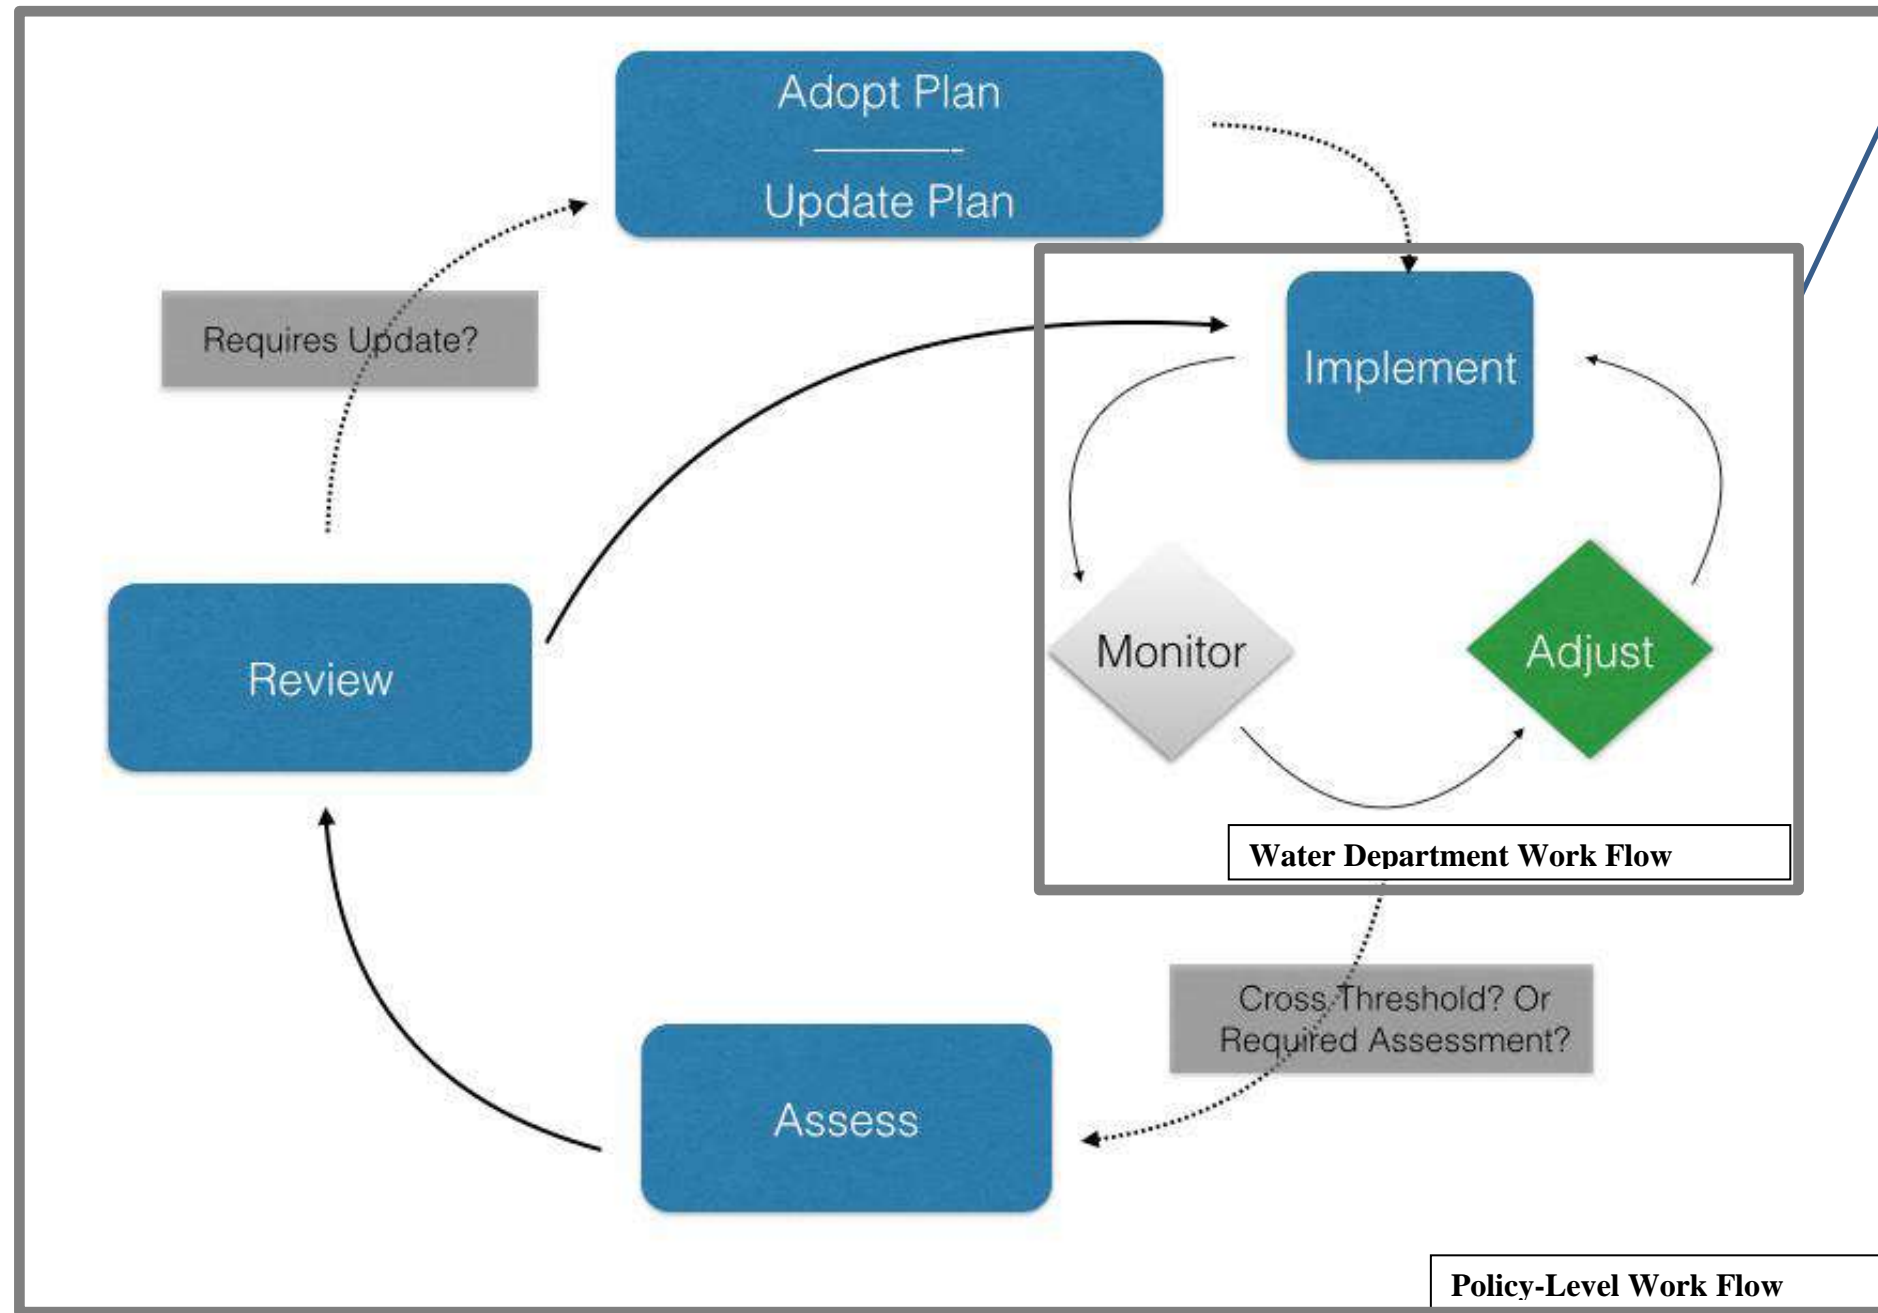 Adopt Plan
Update Plan
Requires Update?
Implement
Review
Monitor
Adjust
Water Department Work Flow
Cross Threshold? Or
Required Assessment?
Assess
Policy-Level Work Flow